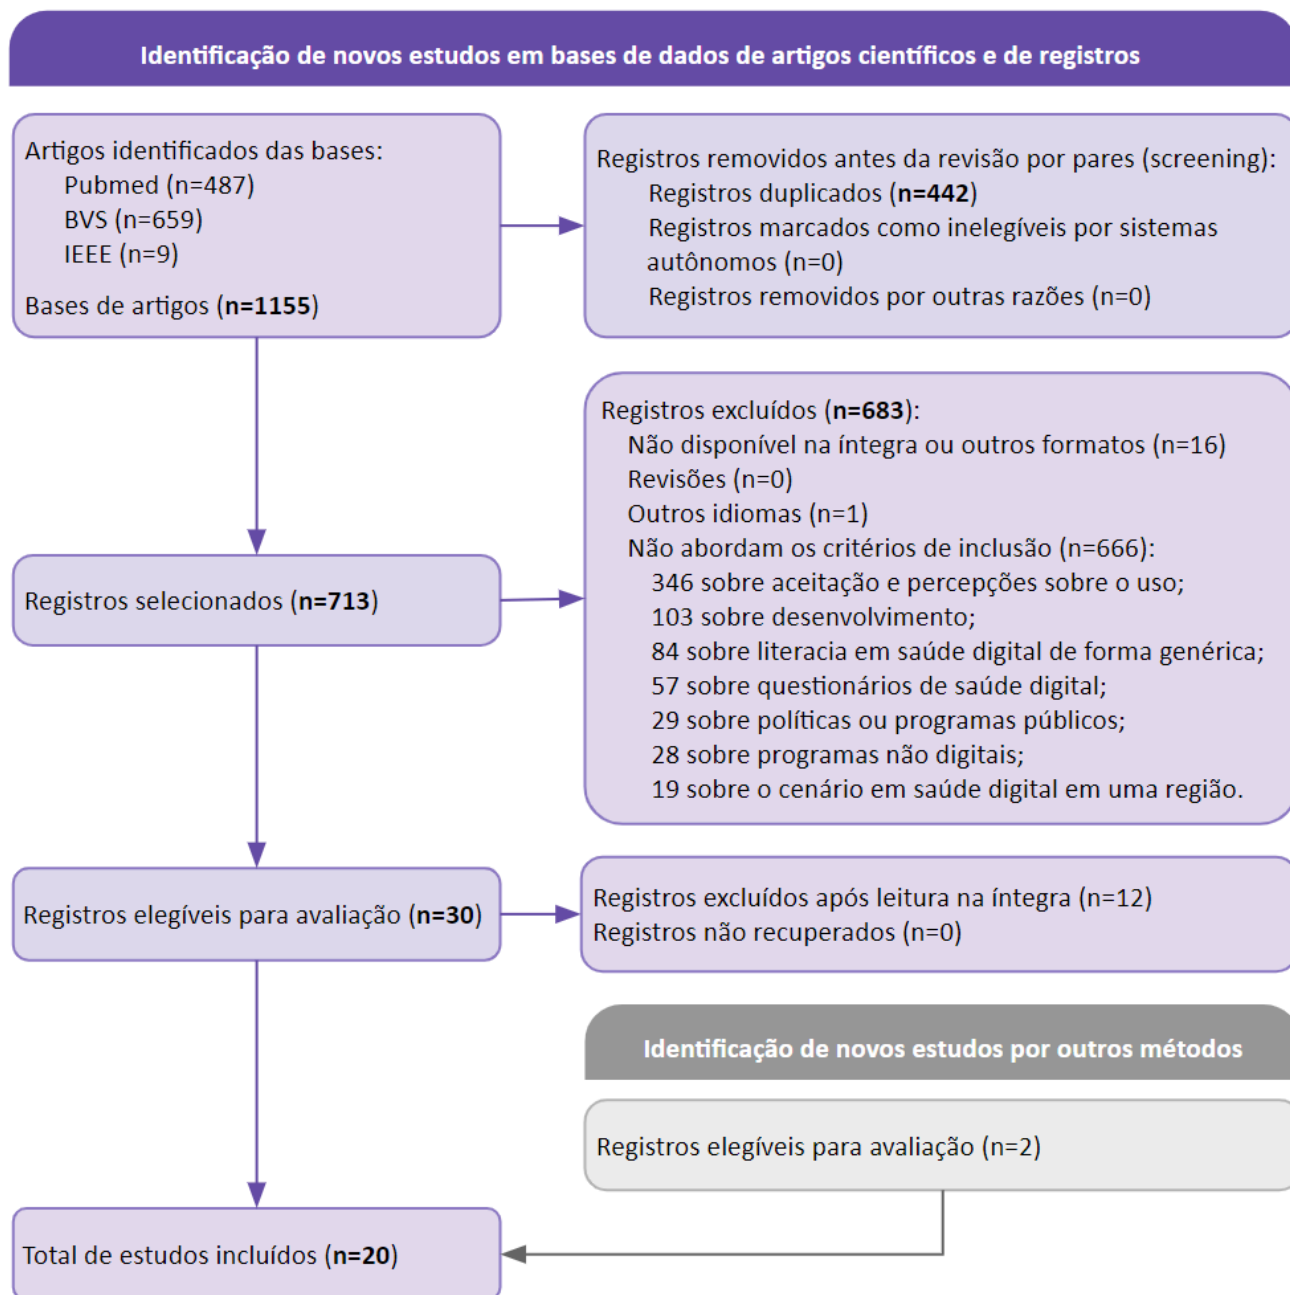 Identificação de novos estudos em bases de dados de artigos científicos e de registros
Artigos identificados das bases:
Pubmed (n=487)
BVS (n=659)
IEEE (n=9)
Bases de artigos (n=1155)
Registros removidos antes da revisão por pares (screening):
Registros duplicados (n=442)
Registros marcados como inelegíveis por sistemas
autônomos (n=0)
Registros removidos por outras razões (n=0)
Registros selecionados (n=713)
Registros excluídos (n=683):
Não disponível na íntegra ou outros formatos (n=16)
Revisões (n=0)
Outros idiomas (n=1)
Não abordam os critérios de inclusão (n=666):
346 sobre aceitação e percepções sobre o uso;
103 sobre desenvolvimento;
84 sobre literacia em saúde digital de forma genérica;
57 sobre questionários de saúde digital;
29 sobre políticas ou programas públicos;
28 sobre programas não digitais;
19 sobre o cenário em saúde digital em uma região.
Registros elegíveis para avaliação (n=30)
Registros excluídos após leitura na íntegra (n=12)
Registros não recuperados (n=0)
Identificação de novos estudos por outros métodos
Registros elegíveis para avaliação (n=2)
Total de estudos incluídos (n=20)